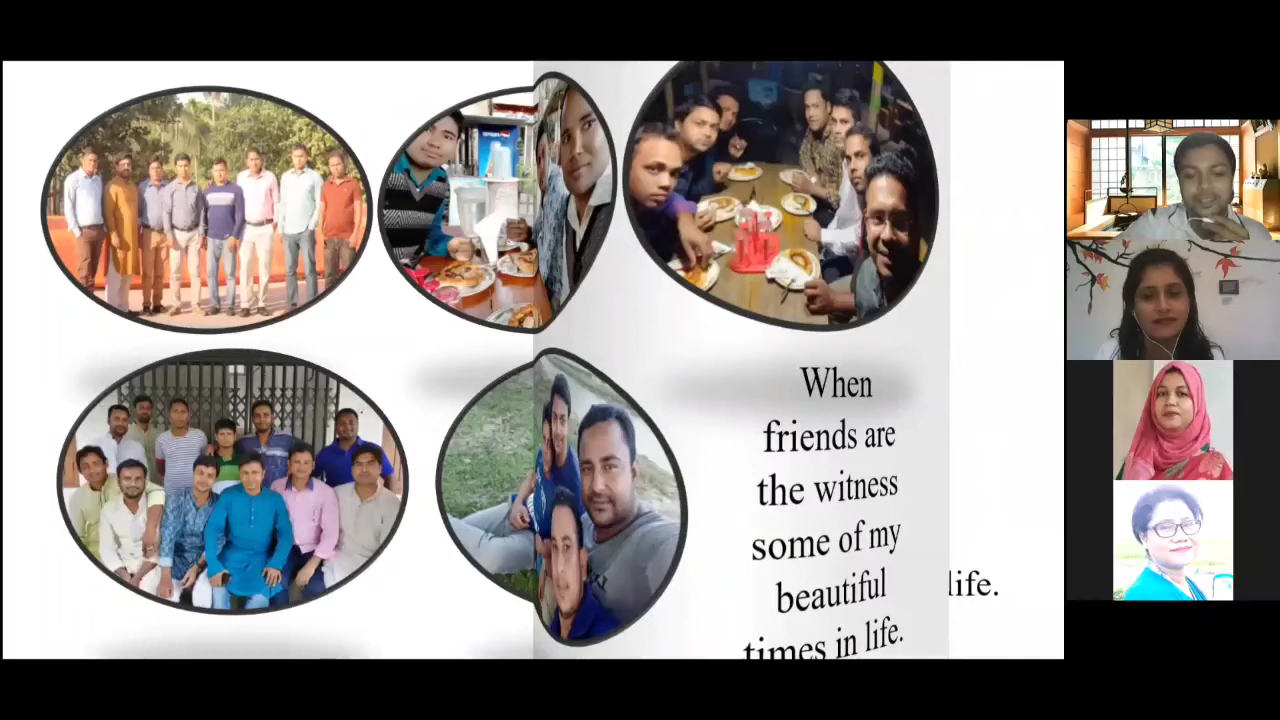 When
friends are
the witness
some of my
beautiful
times in life.
life.